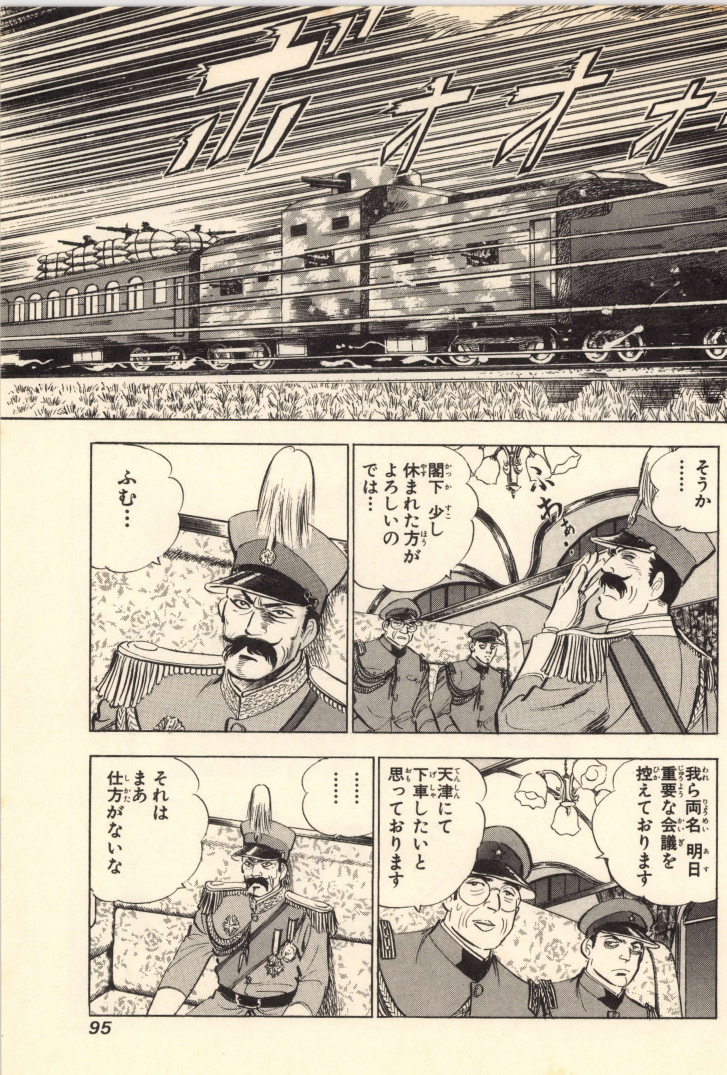 ボオオオ
そうか
……
ふわぁ…
閣下 少し
休まれた方が
よろしいの
では…
ふむ…
我ら両名 明日
重要な会議を
控えております
天津にて
下車したいと
思っております
……
……
それは
まあ
仕方がないな
95